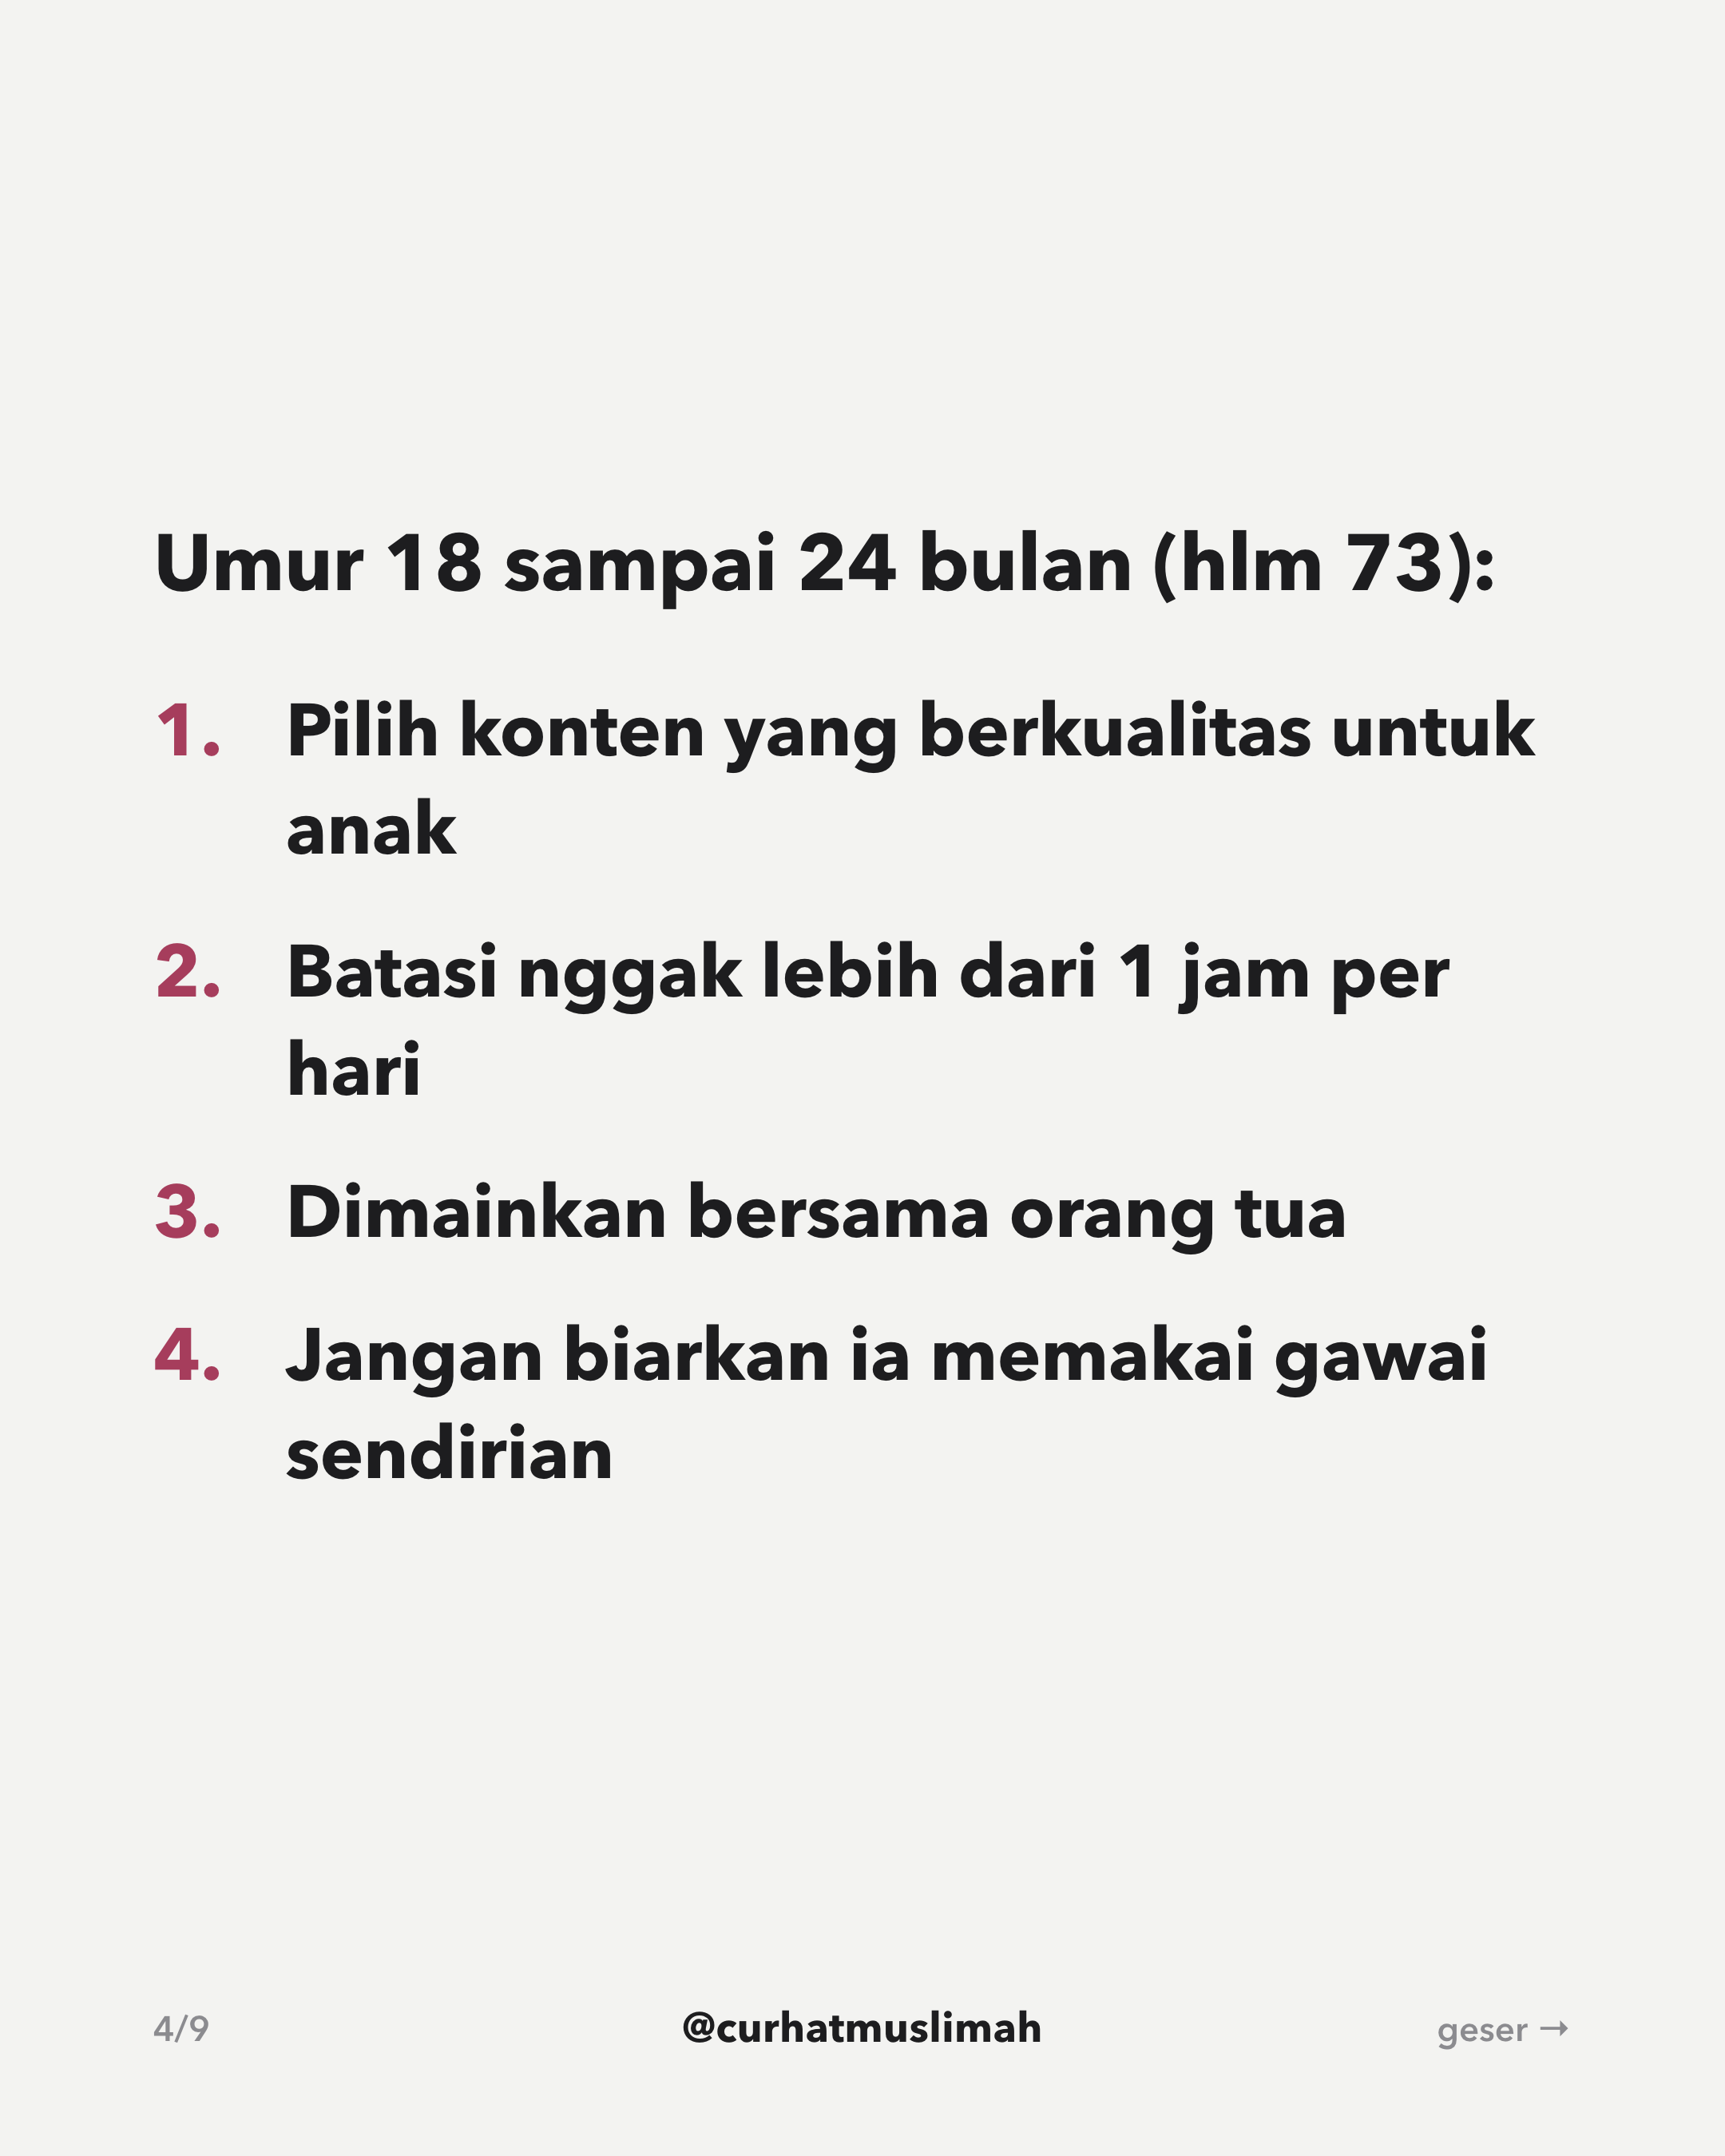 Umur 18 sampai 24 bulan (hlm 73):
1. Pilih konten yang berkualitas untuk
anak
2. Batasi nggak lebih dari 1 jam per
hari
3. Dimainkan bersama orang tua
4. Jangan biarkan ia memakai gawai
sendirian
4/9
@curhatmuslimah
geser →